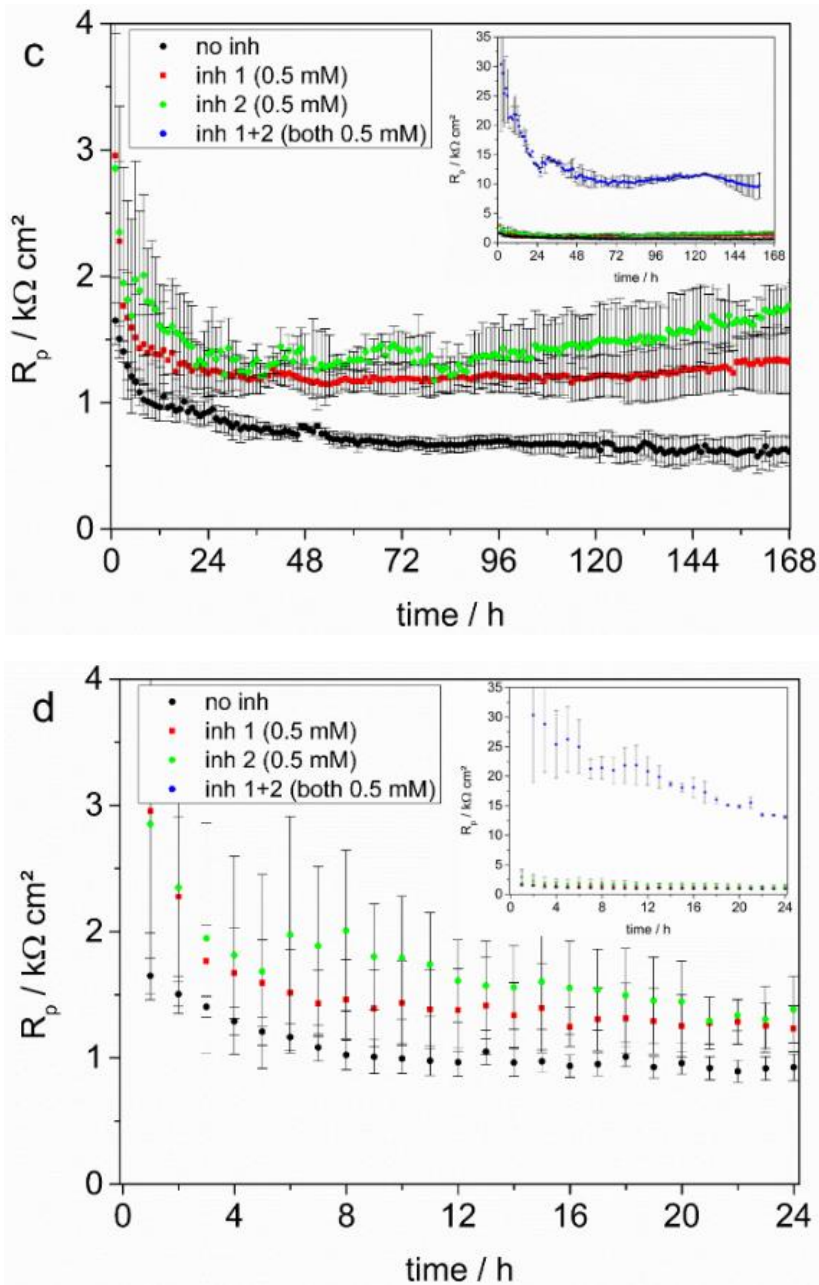 c
no inh
inh 1 (0.5 mM)
inh 2 (0.5 mM)
inh 1+2 (both 0.5 mM)
Rp / kΩ cm²
4
3
2
1
0
0 24 48 72 96 120 144 168
time / h
Rp / kΩ cm²
35
30
25
20
15
10
5
0
0 24 48 72 96 120 144 168
time / h
d
no inh
inh 1 (0.5 mM)
inh 2 (0.5 mM)
inh 1+2 (both 0.5 mM)
Rp / kΩ cm²
4
3
2
1
0
0 4 8 12 16 20 24
time / h
Rp / kΩ cm²
35
30
25
20
15
10
5
0
0 4 8 12 16 20 24
time / h